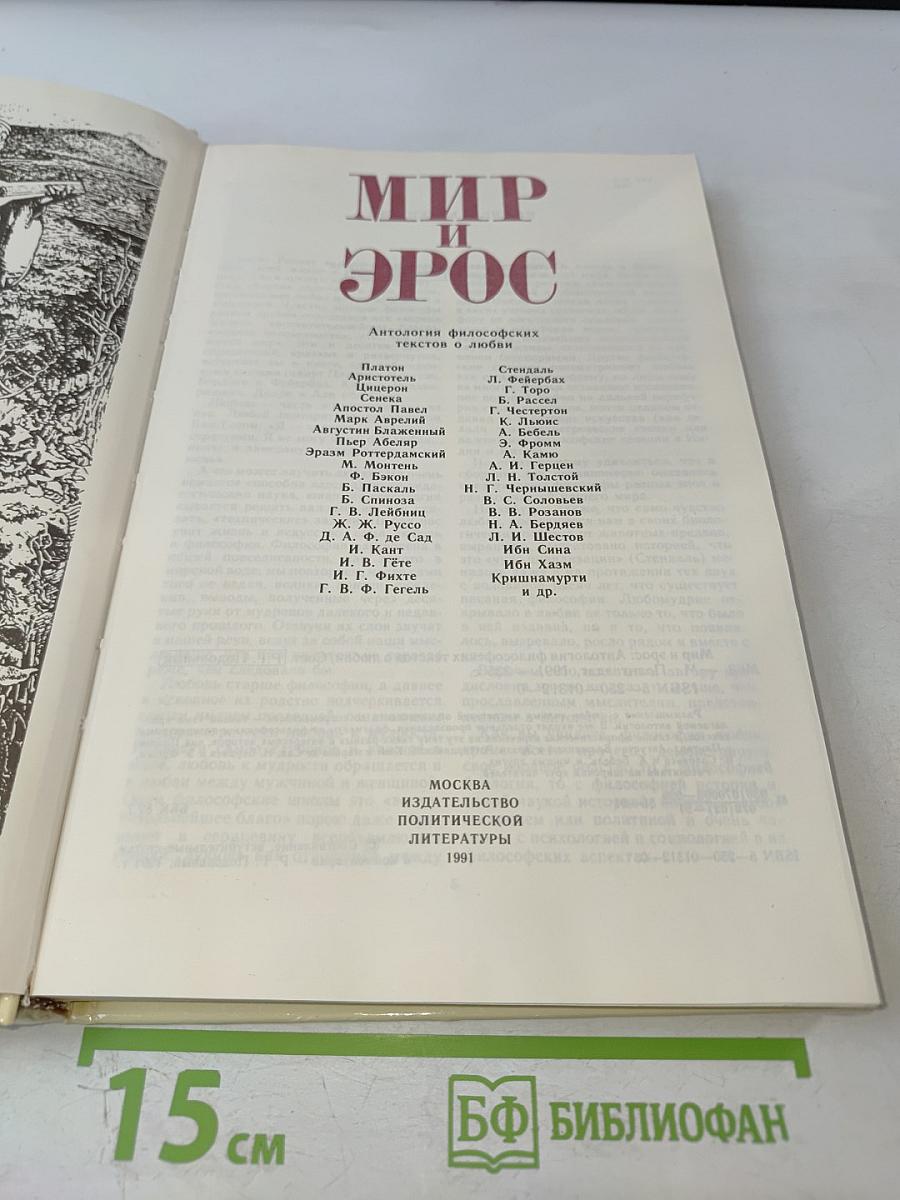 МИР
И
ЭРОС
Антология философских
текстов о любви
Платон
Аристотель
Цицерон
Сенека
Апостол Павел
Марк Аврелий
Августин Блаженный
Пьер Абеляр
Эразм Роттердамский
М. Монтень
Ф. Бэкон
Б. Паскаль
Б. Спиноза
Г. В. Лейбниц
Ж. Ж. Руссо
Д. А. Ф. де Сад
И. Кант
И. В. Гёте
И. Г. Фихте
Г. В. Ф. Гегель
Стендаль
Л. Фейербах
Г. Торо
Б. Рассел
Г. Честертон
К. Льюис
А. Бебель
Э. Фромм
А. Камю
А. И. Герцен
Л. Н. Толстой
Н. Г. Чернышевский
В. С. Соловьев
В. В. Розанов
Н. А. Бердяев
Л. И. Шестов
Ибн Сина
Ибн Хазм
Кришнамурти
и др.
МОСКВА
ИЗДАТЕЛЬСТВО
ПОЛИТИЧЕСКОЙ
ЛИТЕРАТУРЫ
1991
15 см
БФ БИБЛИОФАН